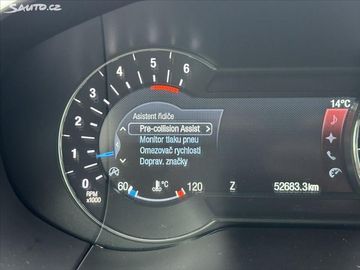 SAUTO.CZ
6
5
4
3
2
1
0
RPM
x1000
Asistent řidiče
Pre-collision Assist
Monitor tlaku pneu
Omezovač rychlosti
Doprav. značky
14°C
60 °C 120
Z
52683.3km